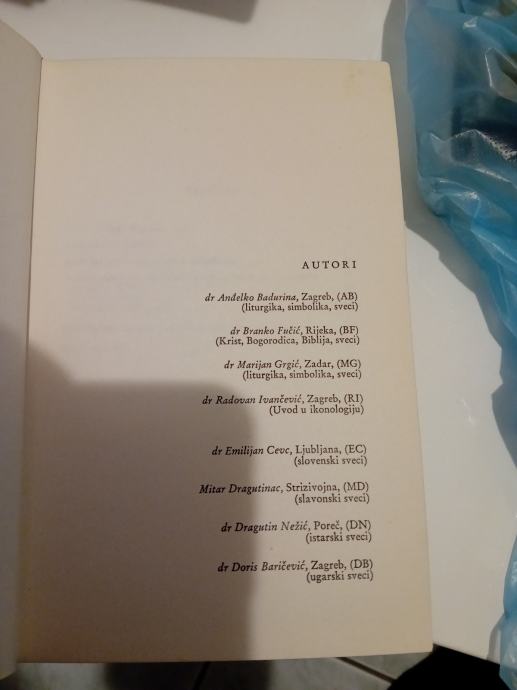 AUTORI
dr Anđelko Badurina, Zagreb, (AB)
(liturgika, simbolika, sveci)
dr Branko Fučić, Rijeka, (BF)
(Krist, Bogorodica, Biblija, sveci)
dr Marijan Grgić, Zadar, (MG)
(liturgika, simbolika, sveci)
dr Radovan Ivančević, Zagreb, (RI)
(Uvod u ikonologiju)
dr Emilijan Cevc, Ljubljana, (EC)
(slovenski sveci)
Mitar Dragutinac, Strizivojna, (MD)
(slavonski sveci)
dr Dragutin Nežić, Poreč, (DN)
(istarski sveci)
dr Doris Baričević, Zagreb, (DB)
(ugarski sveci)